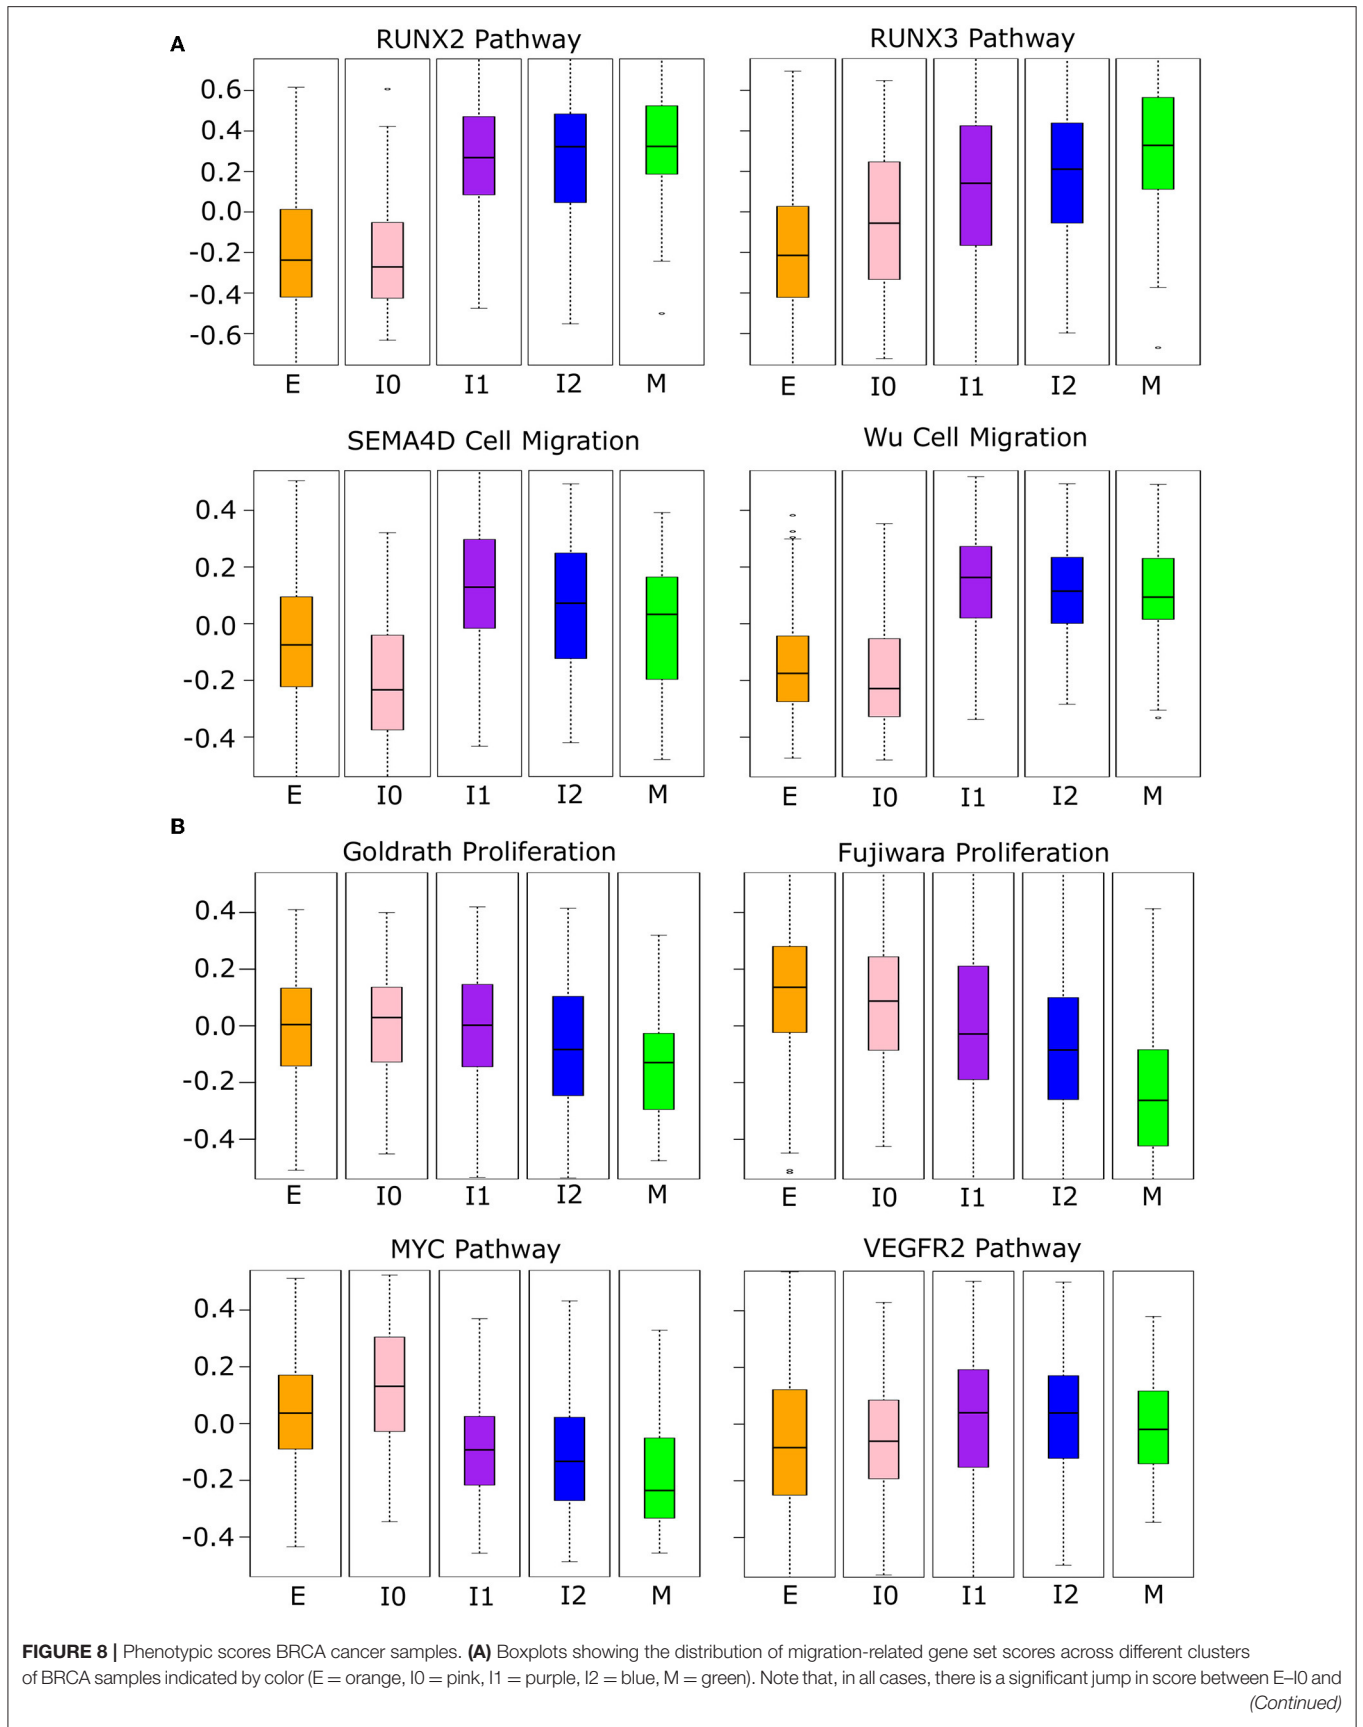 A
RUNX2 Pathway
RUNX3 Pathway
0.6
0.4
0.2
0.0
-0.2
-0.4
-0.6
E I0 I1 I2 M
E I0 I1 I2 M
SEMA4D Cell Migration
Wu Cell Migration
0.4
0.2
0.0
-0.2
-0.4
E I0 I1 I2 M
E I0 I1 I2 M
B
Goldrath Proliferation
Fujiwara Proliferation
0.4
0.2
0.0
-0.2
-0.4
E I0 I1 I2 M
E I0 I1 I2 M
MYC Pathway
VEGFR2 Pathway
0.4
0.2
0.0
-0.2
-0.4
E I0 I1 I2 M
E I0 I1 I2 M
FIGURE 8 | Phenotypic scores BRCA cancer samples. (A) Boxplots showing the distribution of migration-related gene set scores across different clusters
of BRCA samples indicated by color (E = orange, I0 = pink, I1 = purple, I2 = blue, M = green). Note that, in all cases, there is a significant jump in score between E–I0 and
(Continued)